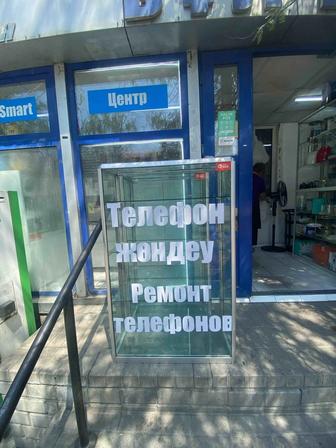 Smart
Центр
Телефон
жөндеу
Ремонт
телефонов